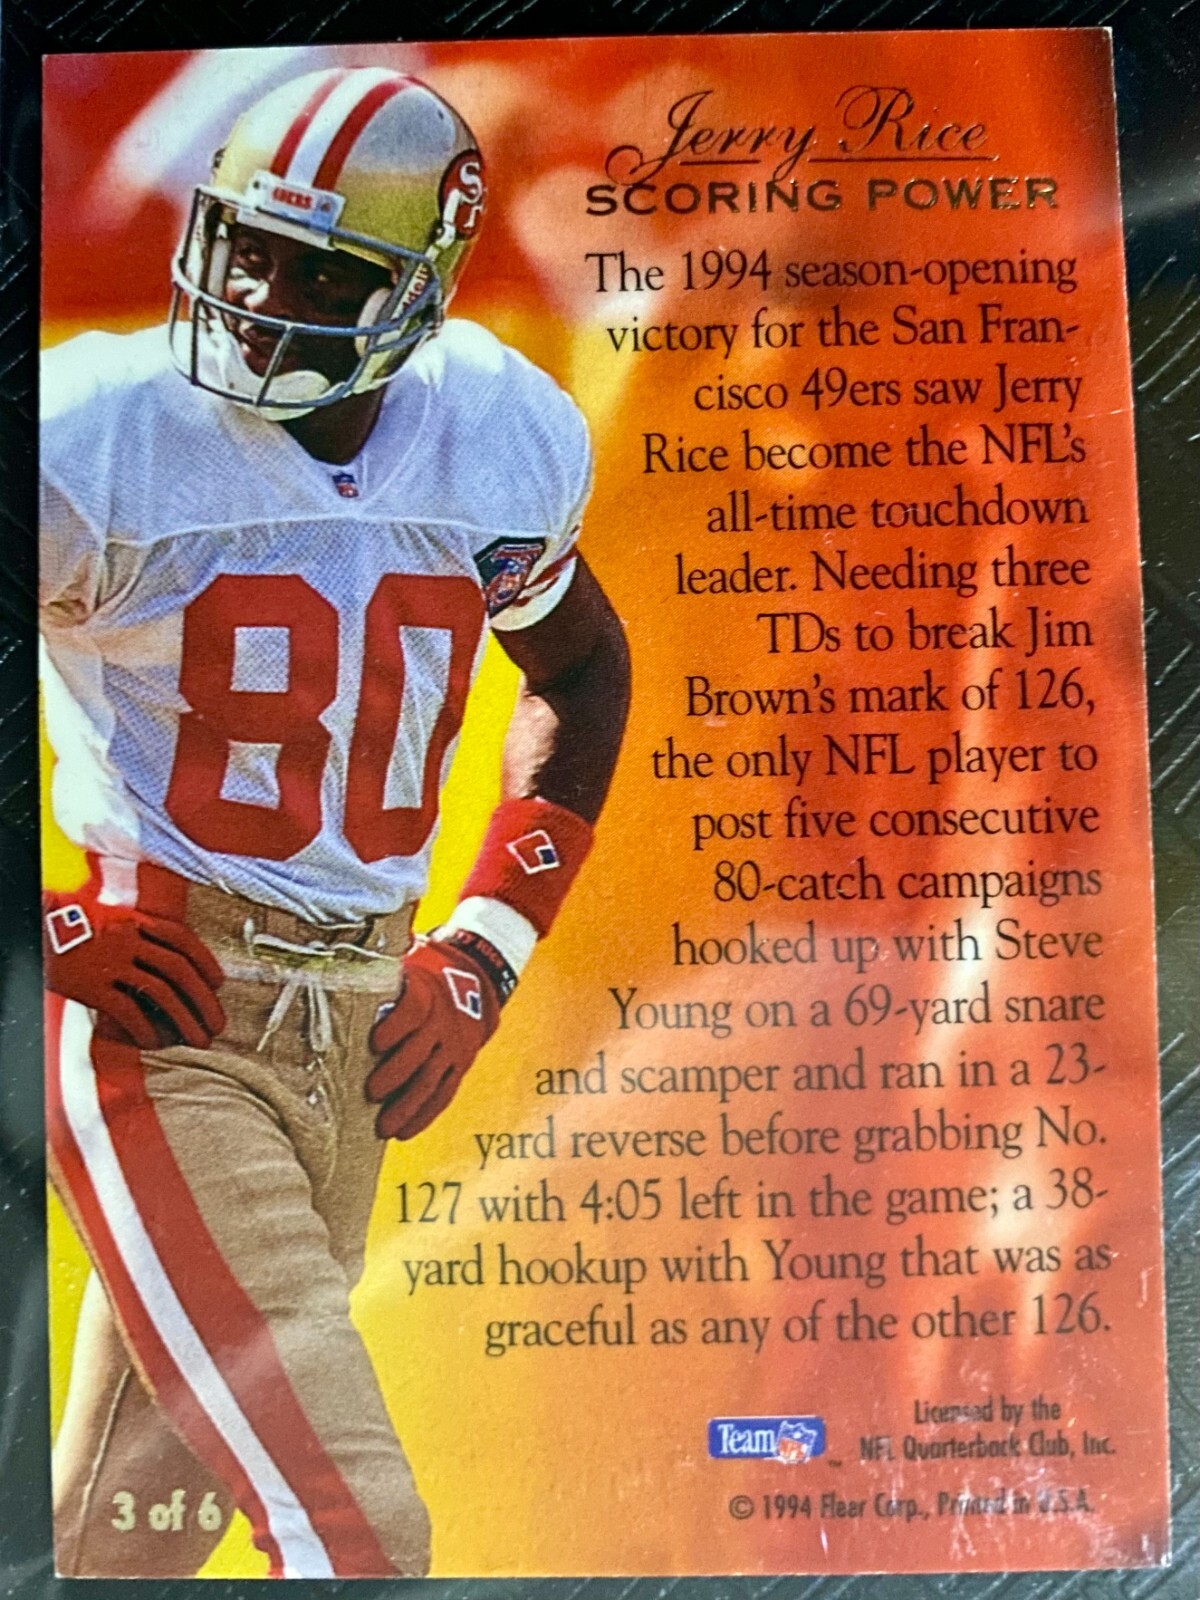 Jerry Rice
SCORING POWER
The 1994 season-opening
victory for the San Fran-
cisco 49ers saw Jerry
Rice become the NFL's
all-time touchdown
leader. Needing three
TDs to break Jim
Brown's mark of 126,
the only NFL player to
post five consecutive
80-catch campaigns
hooked up with Steve
Young on a 69-yard snare
and scamper and ran in a 23-
yard reverse before grabbing No.
127 with 4:05 left in the game; a 38-
yard hookup with Young that was as
graceful as any of the other 126.
Team NFL ™
Licensed by the
NFL Quarterback Club, Inc.
© 1994 Fleer Corp., Printed in U.S.A.
3 of 6
49ERS
SF
Riddell
80